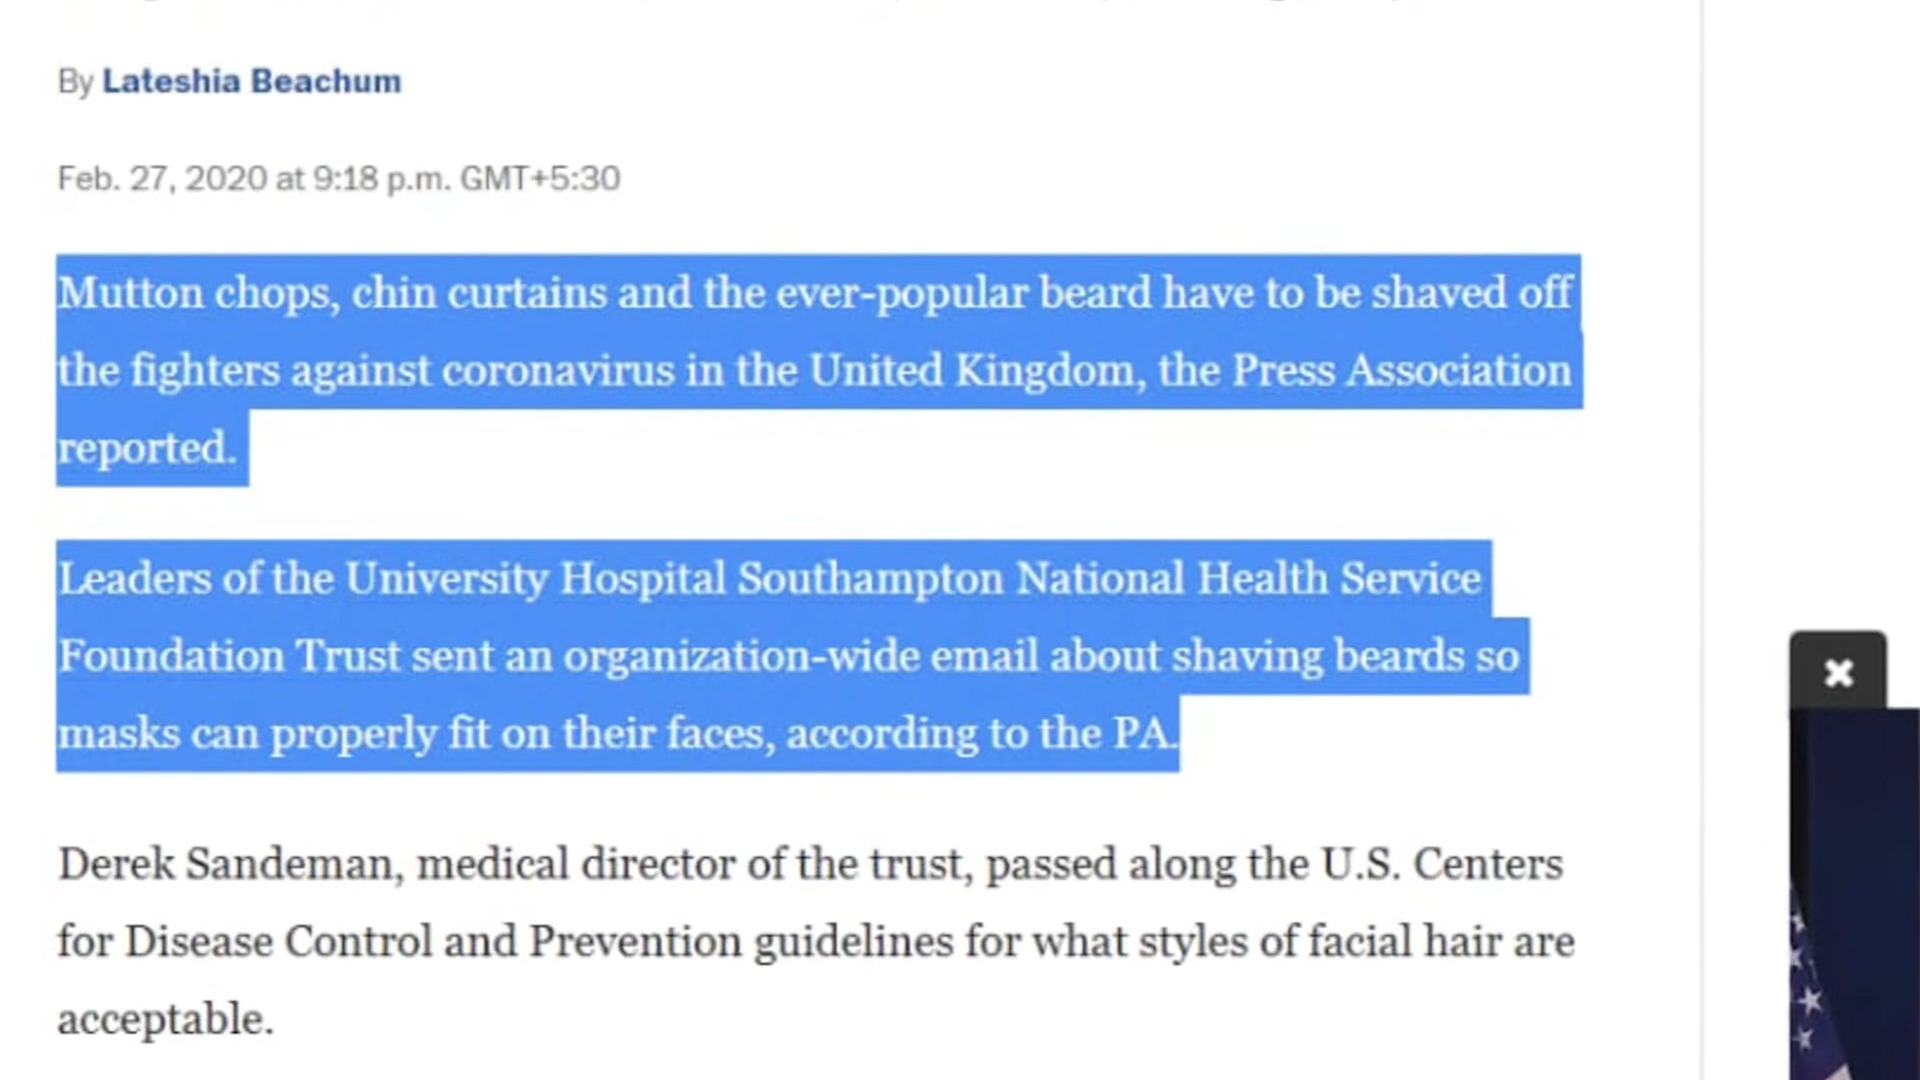 By Lateshia Beachum
Feb. 27, 2020 at 9:18 p.m. GMT+5:30
Mutton chops, chin curtains and the ever-popular beard have to be shaved off
the fighters against coronavirus in the United Kingdom, the Press Association
reported.
Leaders of the University Hospital Southampton National Health Service
Foundation Trust sent an organization-wide email about shaving beards so
masks can properly fit on their faces, according to the PA.
Derek Sandeman, medical director of the trust, passed along the U.S. Centers
for Disease Control and Prevention guidelines for what styles of facial hair are
acceptable.